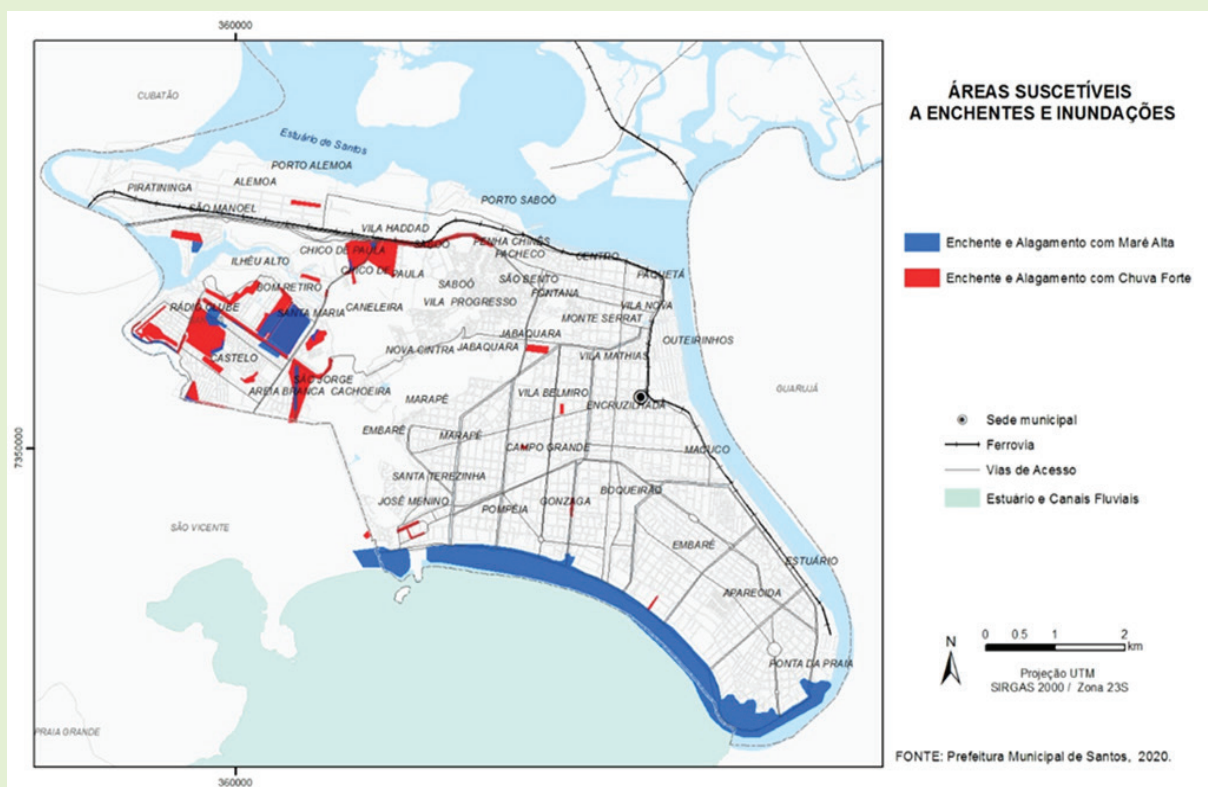 360000
ÁREAS SUSCETÍVEIS
A ENCHENTES E INUNDAÇÕES
CUBATÃO
Estuário de Santos
PORTO ALEMOA
ALEMOA
PIRATININGA
SÃO MANOEL
PORTO SABOÓ
VILA HADDAD
CHICO DE PAULA
SABOÓ
PENHA CHINÊS
PACHECO
CENTRO
PAQUETÁ
Enchente e Alagamento com Maré Alta
Enchente e Alagamento com Chuva Forte
ILHÉU ALTO
CHICO DE PAULA
BOM RETIRO
SABOÓ
SÃO BENTO
FONTANA
RÁDIO CLUBE
SANTA MARIA
CANELEIRA
VILA PROGRESSO
VILA NOVA
MONTE SERRAT
JABAQUARA
OUTEIRINHOS
NOVA CINTRA
JABAQUARA
VILA MATHIAS
CASTELO
SÃO JORGE
AREIA BRANCA
CACHOEIRA
VILA BELMIRO
GUARUJÁ
MARAPÉ
ENCRUZILHADA
EMBARÉ
MARAPÉ
CAMPO GRANDE
MACUCO
7350000
Sede municipal
Ferrovia
Vias de Acesso
Estuário e Canais Fluviais
SANTA TEREZINHA
JOSÉ MENINO
POMPÉIA
GONZAGA
BOQUEIRÃO
SÃO VICENTE
EMBARÉ
ESTUÁRIO
APARECIDA
PONTA DA PRAIA
PRAIA GRANDE
N
0 0.5 1 2
km
Projeção UTM
SIRGAS 2000 / Zona 23S
FONTE: Prefeitura Municipal de Santos, 2020.
360000